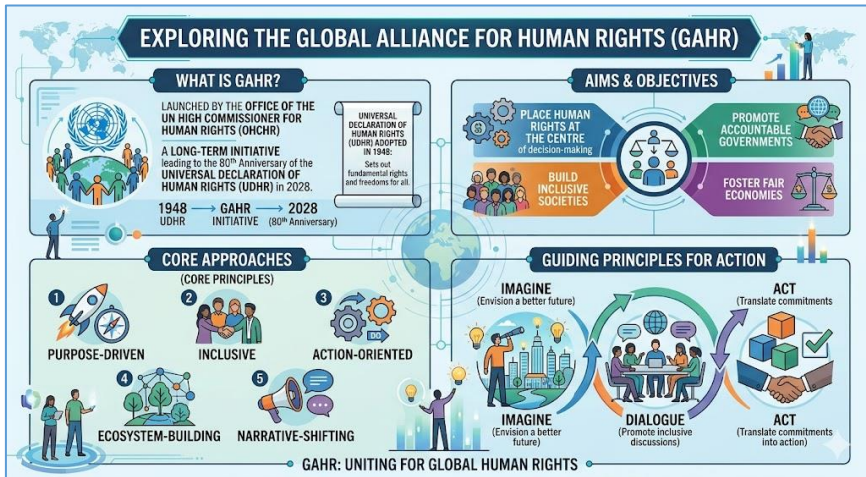 EXPLORING THE GLOBAL ALLIANCE FOR HUMAN RIGHTS (GAHR)
WHAT IS GAHR?
LAUNCHED BY THE OFFICE OF THE
UN HIGH COMMISSIONER FOR
HUMAN RIGHTS (OHCHR)
A LONG-TERM INITIATIVE
leading to the 80th Anniversary of the
UNIVERSAL DECLARATION OF
HUMAN RIGHTS (UDHR) in 2028.
1948 GAHR 2028
UDHR INITIATIVE (80th Anniversary)
UNIVERSAL
DECLARATION OF
HUMAN RIGHTS
(UDHR) ADOPTED
IN 1948:
Sets out
fundamental rights
and freedoms for all.
AIMS & OBJECTIVES
PLACE HUMAN
RIGHTS AT
THE CENTRE
of decision-making
PROMOTE
ACCOUNTABLE
GOVERNMENTS
BUILD
INCLUSIVE
SOCIETIES
FOSTER FAIR
ECONOMIES
CORE APPROACHES
(CORE PRINCIPLES)
1
PURPOSE-DRIVEN
2
INCLUSIVE
3
DO
ACTION-ORIENTED
4
ECOSYSTEM-BUILDING
5
NARRATIVE-SHIFTING
GUIDING PRINCIPLES FOR ACTION
IMAGINE
(Envision a better future)
IMAGINE
(Envision a better
future)
DIALOGUE
(Promote inclusive
discussions)
ACT
(Translate commitments
ACT
(Translate commitments
into action)
GAHR: UNITING FOR GLOBAL HUMAN RIGHTS